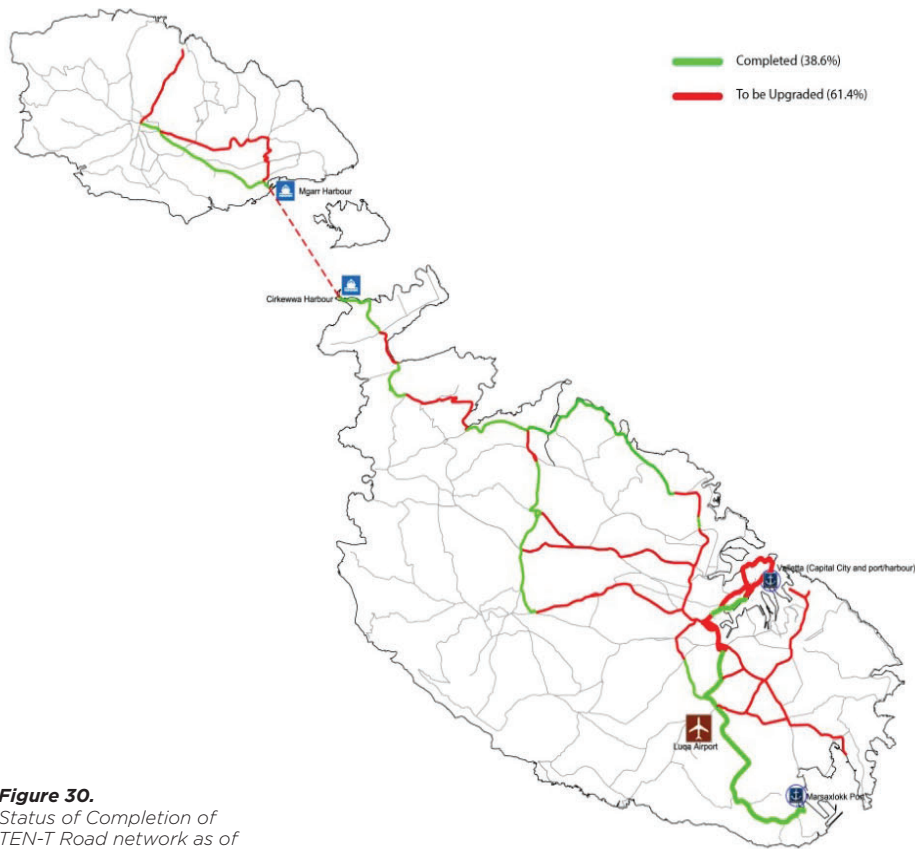 Completed (38.6%)
To be Upgraded (61.4%)
Mgarr Harbour
Cirkewwa Harbour
Valletta (Capital City and port/harbour)
Luqa Airport
Marsaxlokk Port
Figure 30.
Status of Completion of
TEN-T Road network as of